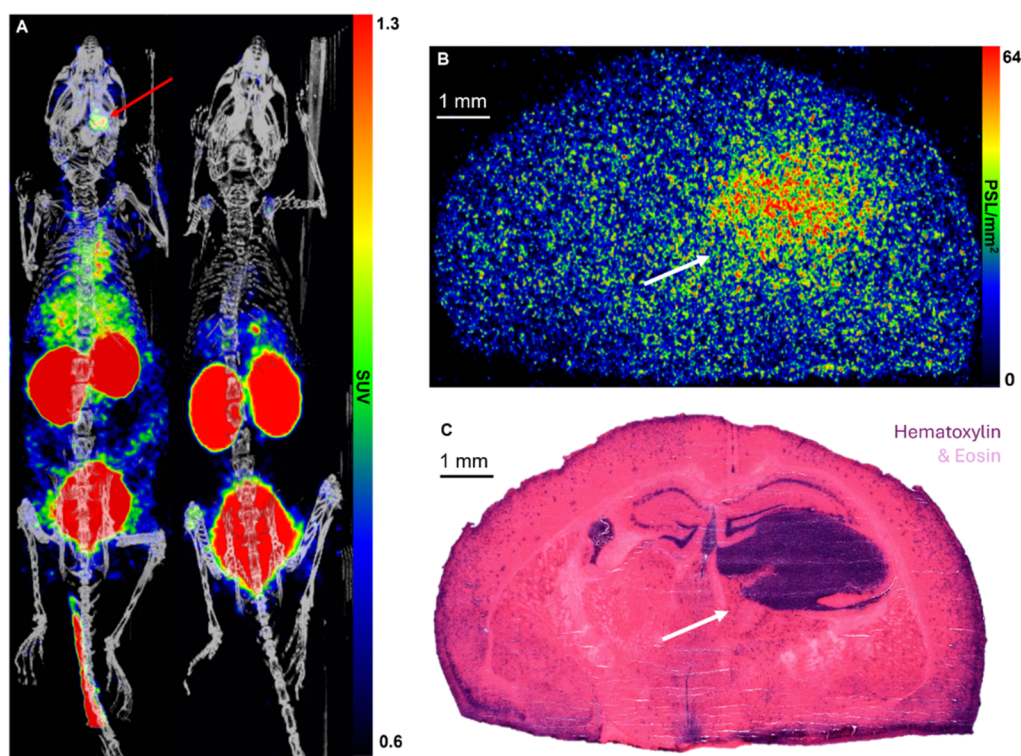 A
1.3
SUV
0.6
B
1 mm
64
PSL/mm²
0
C
1 mm
Hematoxylin
& Eosin